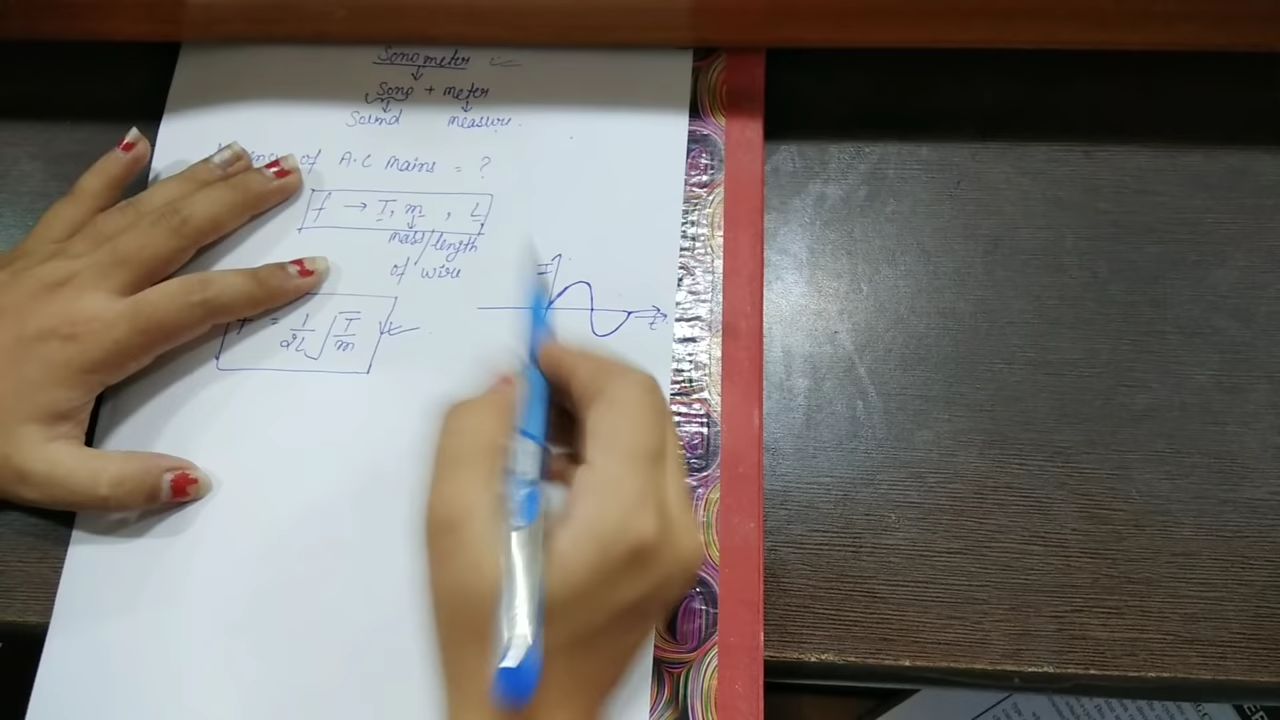 Sonometer
Sono + meter
Sound measure.
of A.C Mains = ?
f → T, m , L
mass/length
of wire
I
t
= 1/2L √T/m